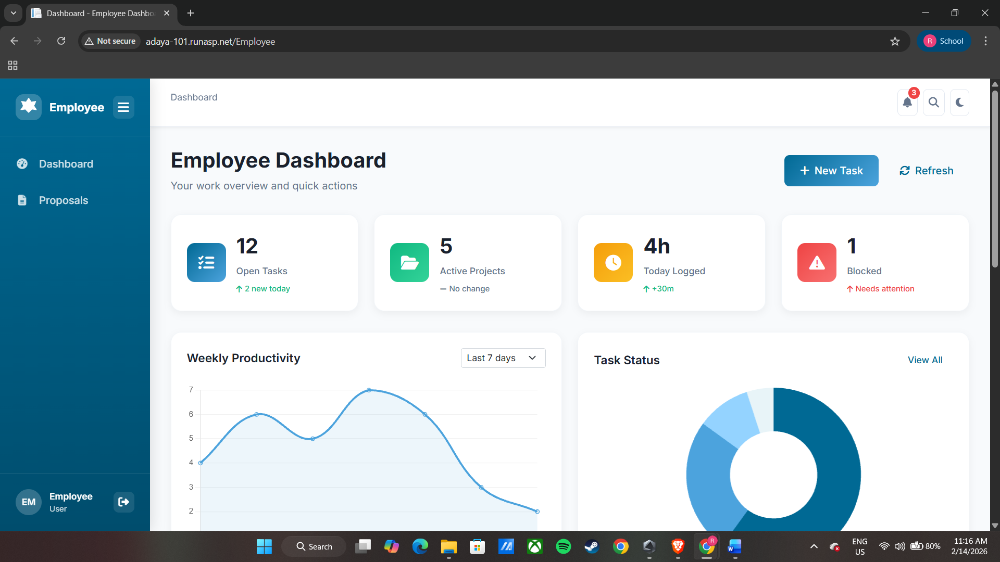 Dashboard - Employee Dashbo
Not secure
adaya-101.runasp.net/Employee
R
School
Employee
Dashboard
Proposals
EM
Employee
User
Dashboard
3
Employee Dashboard
Your work overview and quick actions
New Task
Refresh
12
Open Tasks
2 new today
5
Active Projects
No change
4h
Today Logged
+30m
1
Blocked
Needs attention
Weekly Productivity
Last 7 days
7
6
5
4
3
2
Task Status
View All
Search
R
W
ENG
US
80%
11:16 AM
2/14/2026